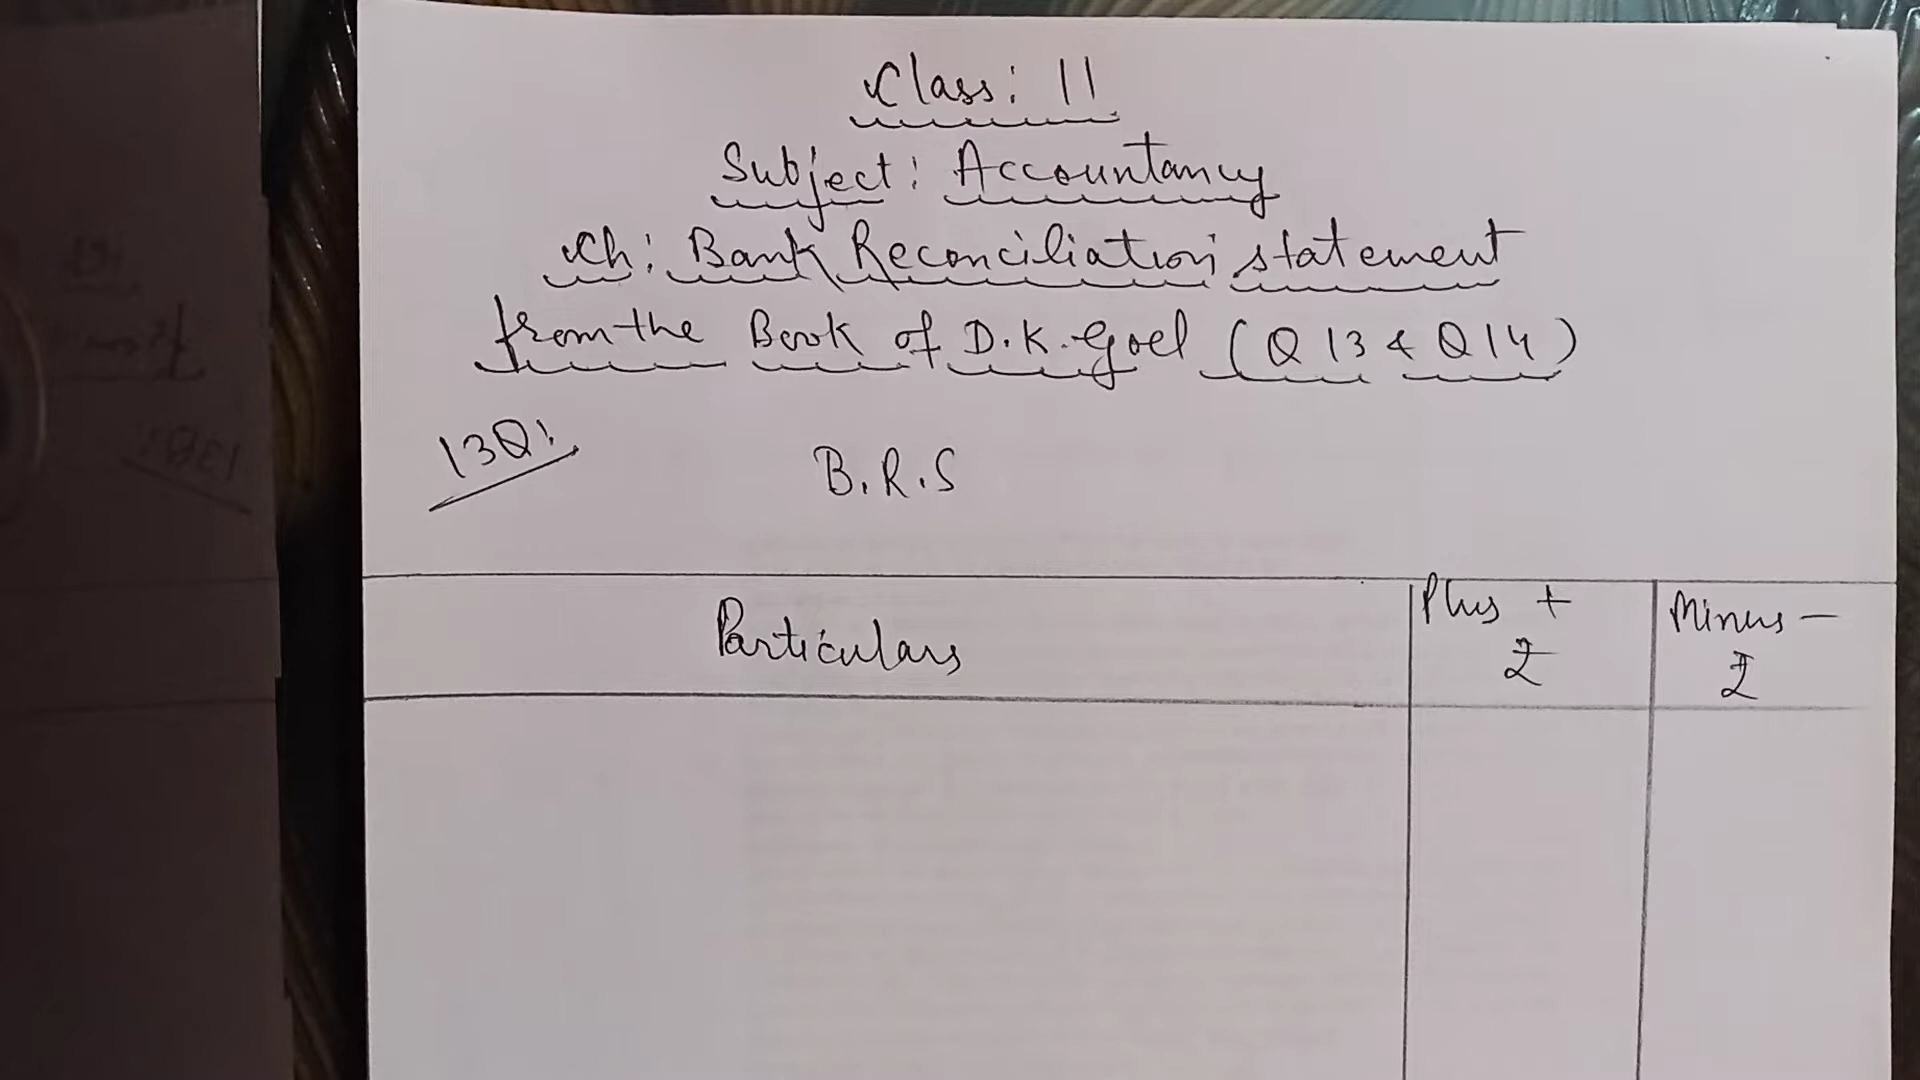 Class: 11
Subject: Accountancy
Ch: Bank Reconciliation statement
from the Book of D.K. Goel (Q 13 & Q 14)
13Q:
B.R.S
Particulars
Plus +
₹
Minus -
₹